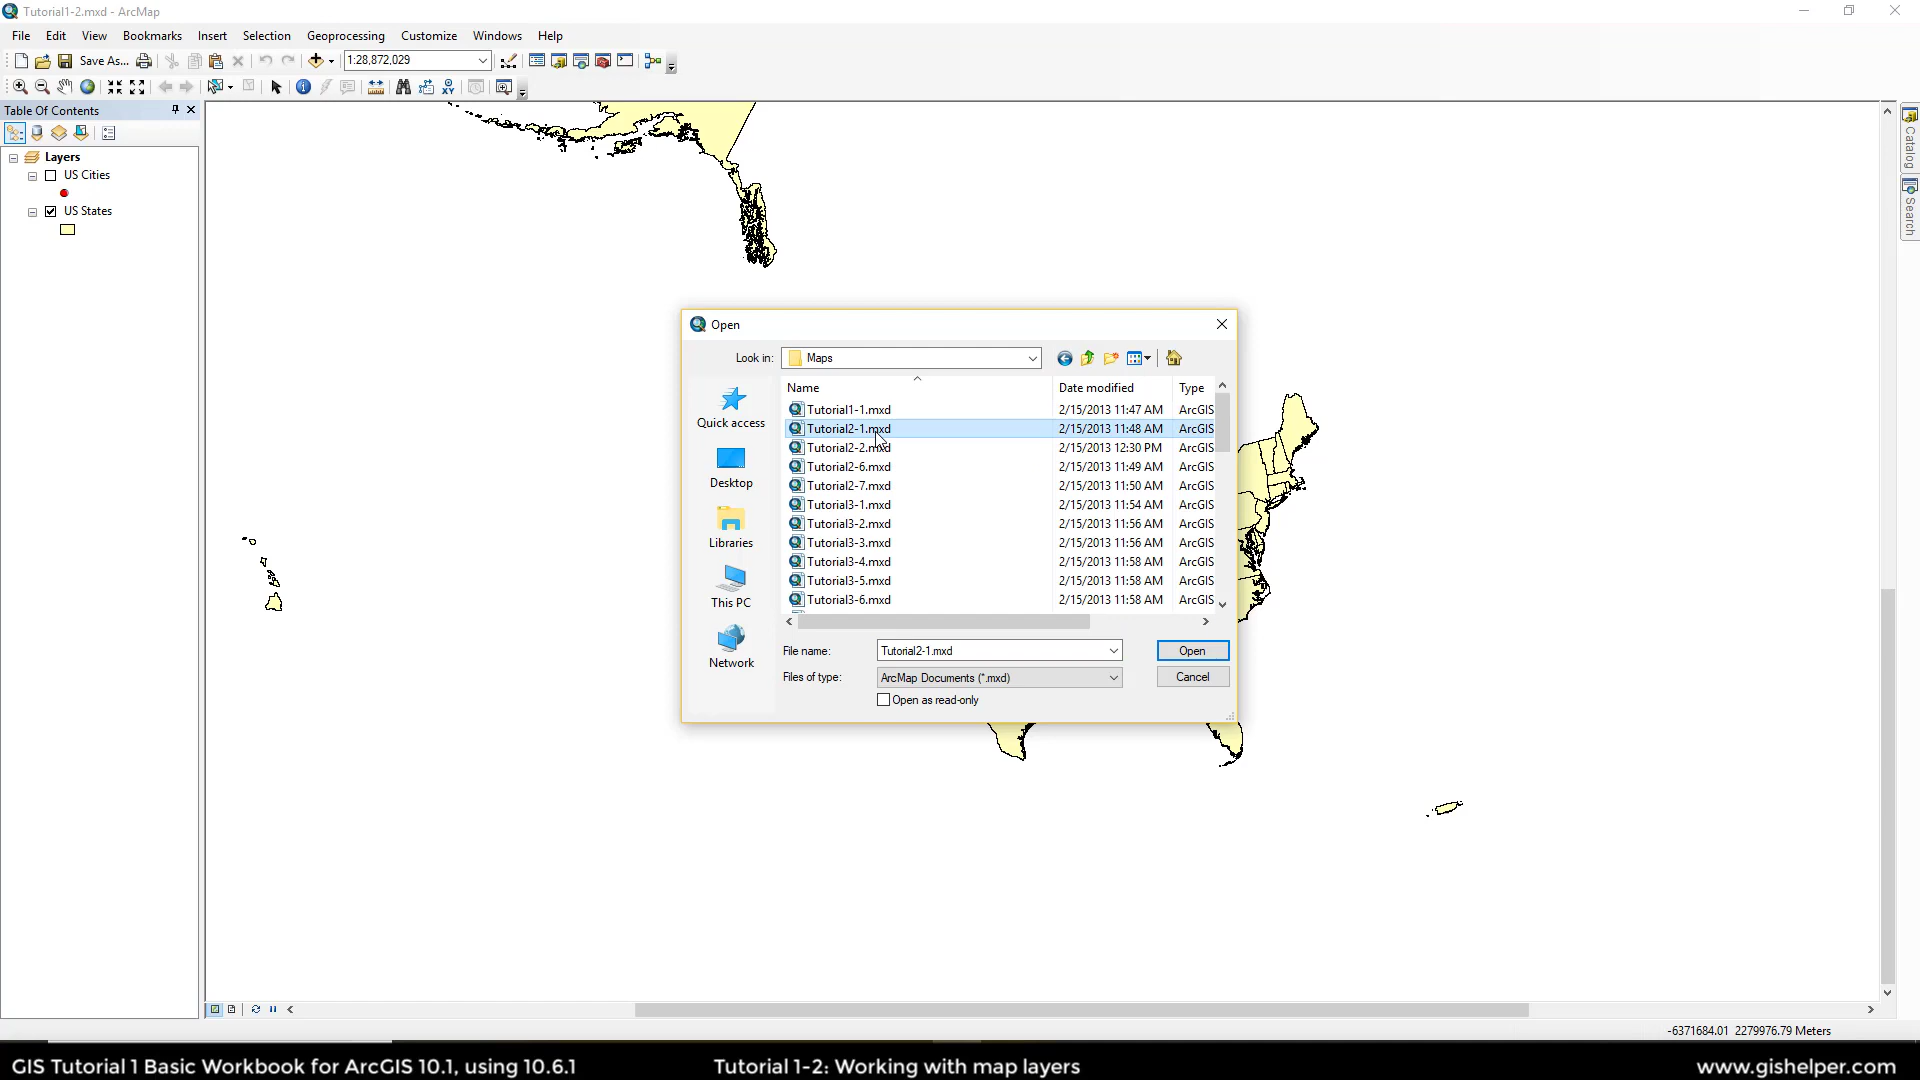 Tutorial1-2.mxd - ArcMap
File Edit View Bookmarks Insert Selection Geoprocessing Customize Windows Help
Save As... 1:28,872,029
Table Of Contents
Layers
US Cities
US States
Catalog
Search
Open
Look in: Maps
Name Date modified Type
Tutorial1-1.mxd 2/15/2013 11:47 AM ArcGIS
Tutorial2-1.mxd 2/15/2013 11:48 AM ArcGIS
Tutorial2-2.mxd 2/15/2013 12:30 PM ArcGIS
Tutorial2-6.mxd 2/15/2013 11:49 AM ArcGIS
Tutorial2-7.mxd 2/15/2013 11:50 AM ArcGIS
Tutorial3-1.mxd 2/15/2013 11:54 AM ArcGIS
Tutorial3-2.mxd 2/15/2013 11:56 AM ArcGIS
Tutorial3-3.mxd 2/15/2013 11:56 AM ArcGIS
Tutorial3-4.mxd 2/15/2013 11:58 AM ArcGIS
Tutorial3-5.mxd 2/15/2013 11:58 AM ArcGIS
Tutorial3-6.mxd 2/15/2013 11:58 AM ArcGIS
Quick access
Desktop
Libraries
This PC
Network
File name: Tutorial2-1.mxd Open
Files of type: ArcMap Documents (*.mxd) Cancel
Open as read-only
-6371684.01 2279976.79 Meters
GIS Tutorial 1 Basic Workbook for ArcGIS 10.1, using 10.6.1 Tutorial 1-2: Working with map layers www.gishelper.com